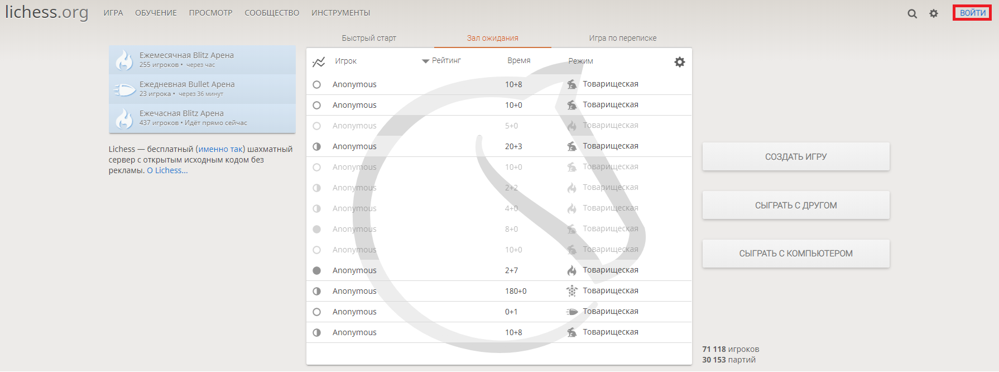 lichess.org ИГРА ОБУЧЕНИЕ ПРОСМОТР СООБЩЕСТВО ИНСТРУМЕНТЫ ВОЙТИ
Ежемесячная Blitz Арена
255 игроков • через час
Ежедневная Bullet Арена
23 игрока • через 36 минут
Ежечасная Blitz Арена
437 игроков • Идёт прямо сейчас
Lichess — бесплатный (именно так) шахматный
сервер с открытым исходным кодом без
рекламы. О Lichess...
Быстрый старт Зал ожидания Игра по переписке
Игрок Рейтинг Время Режим
Anonymous 10+8 Товарищеская
Anonymous 10+0 Товарищеская
Anonymous 5+0 Товарищеская
Anonymous 20+3 Товарищеская
Anonymous 10+0 Товарищеская
Anonymous 2+2 Товарищеская
Anonymous 4+0 Товарищеская
Anonymous 8+0 Товарищеская
Anonymous 10+0 Товарищеская
Anonymous 2+7 Товарищеская
Anonymous 180+0 Товарищеская
Anonymous 0+1 Товарищеская
Anonymous 10+8 Товарищеская
СОЗДАТЬ ИГРУ
СЫГРАТЬ С ДРУГОМ
СЫГРАТЬ С КОМПЬЮТЕРОМ
71 118 игроков
30 153 партий